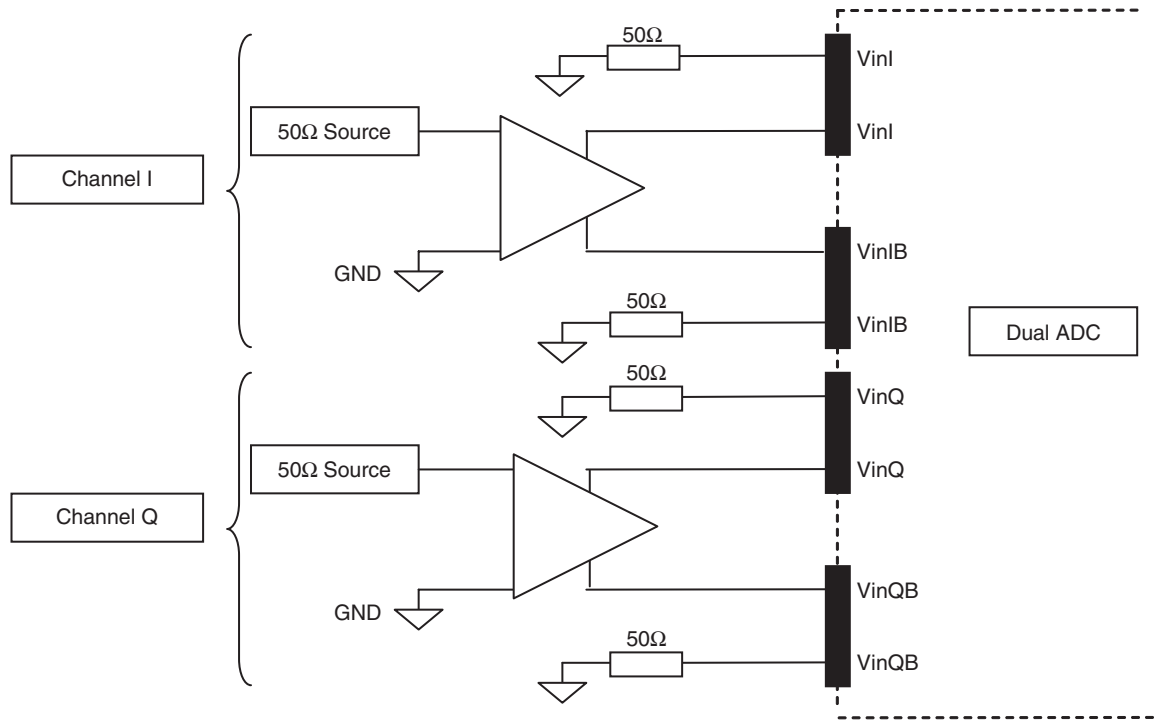 50Ω
VinI
50Ω Source
VinI
Channel I
VinIB
GND
50Ω
VinIB
Dual ADC
50Ω
VinQ
50Ω Source
VinQ
Channel Q
VinQB
GND
50Ω
VinQB